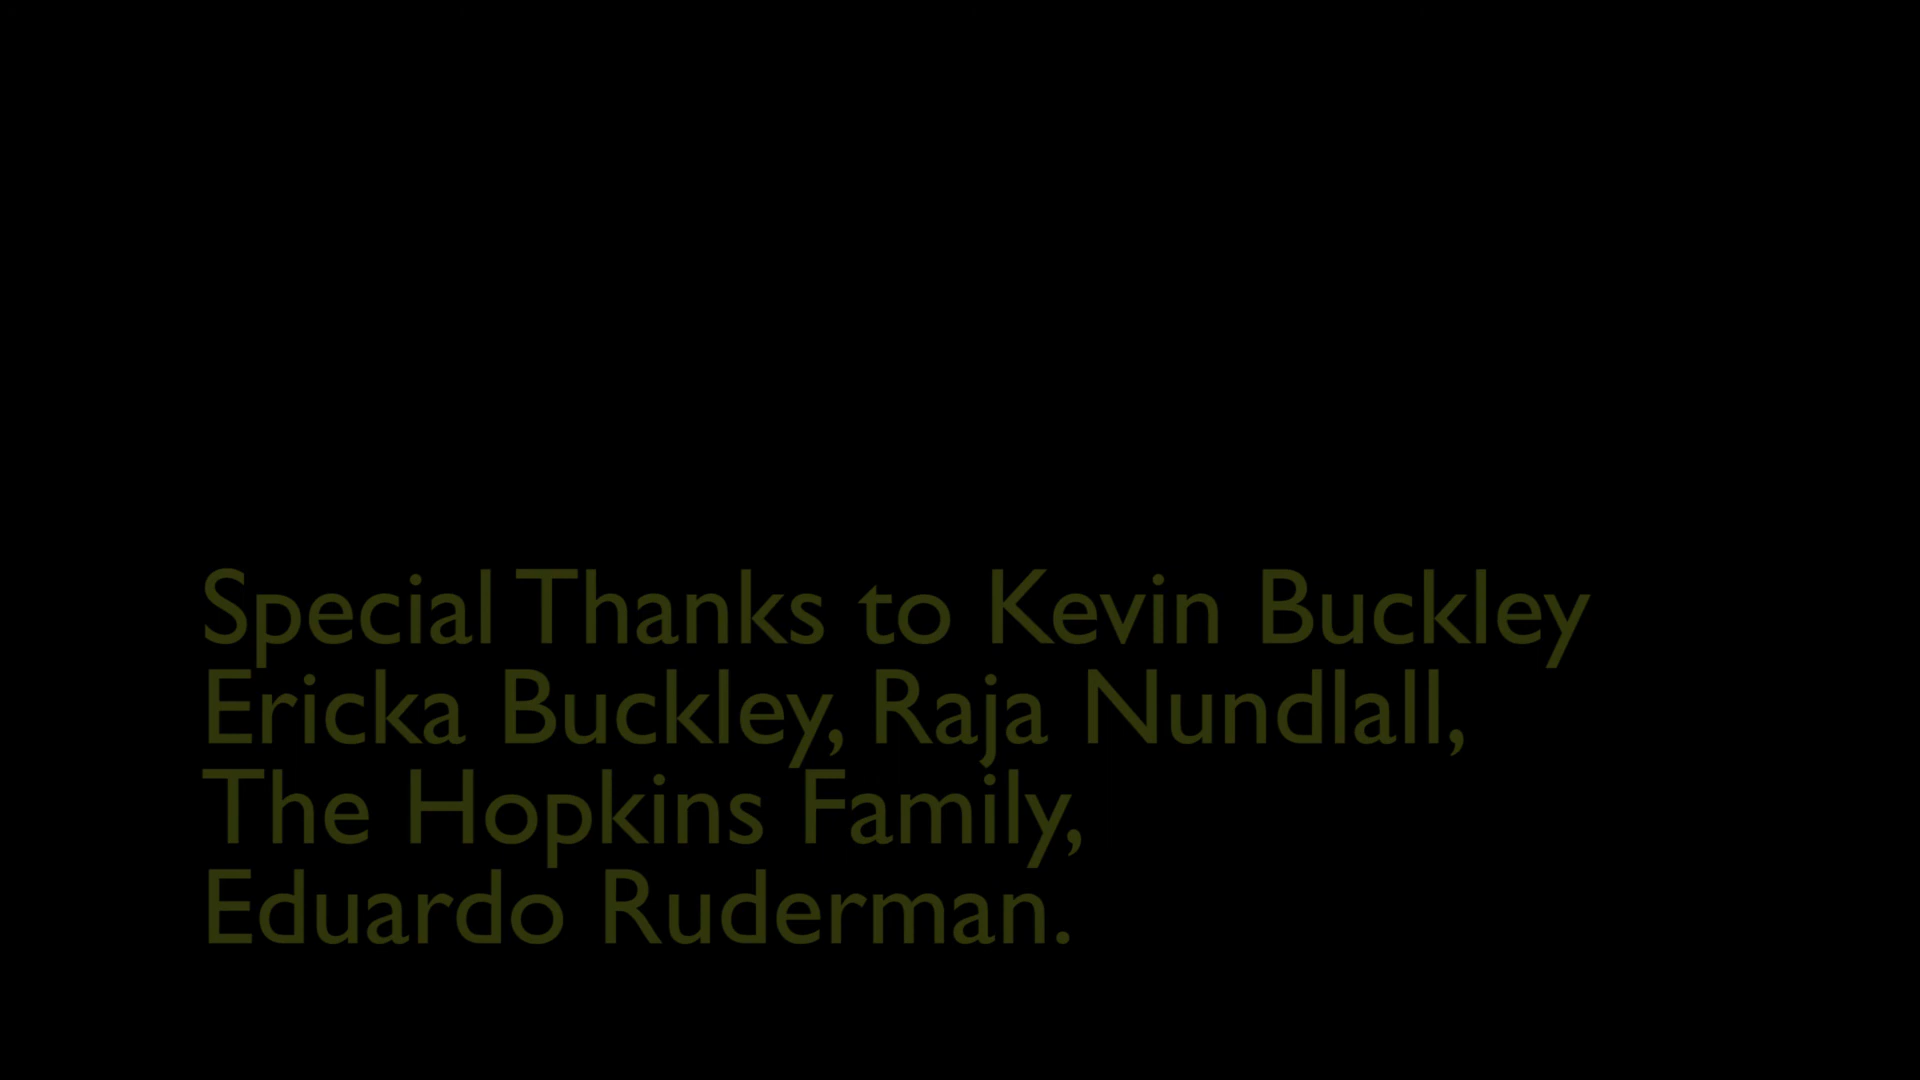 Special Thanks to Kevin Buckley
Ericka Buckley, Raja Nundlall,
The Hopkins Family,
Eduardo Ruderman.